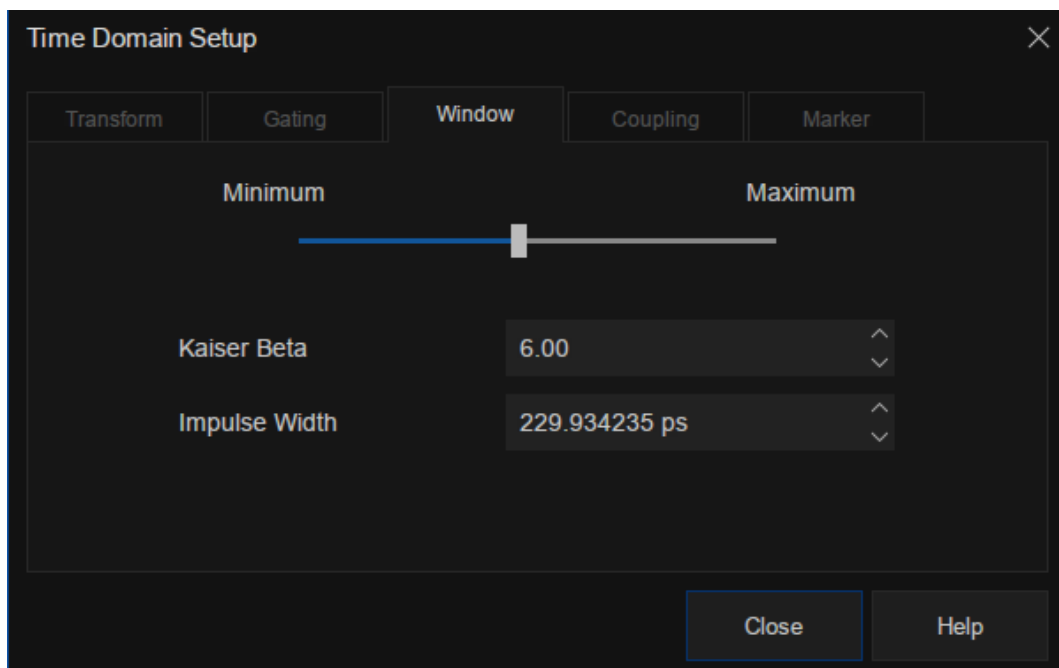 Time Domain Setup
Transform Gating Window Coupling Marker
Minimum Maximum
Kaiser Beta 6.00
Impulse Width 229.934235 ps
Close Help